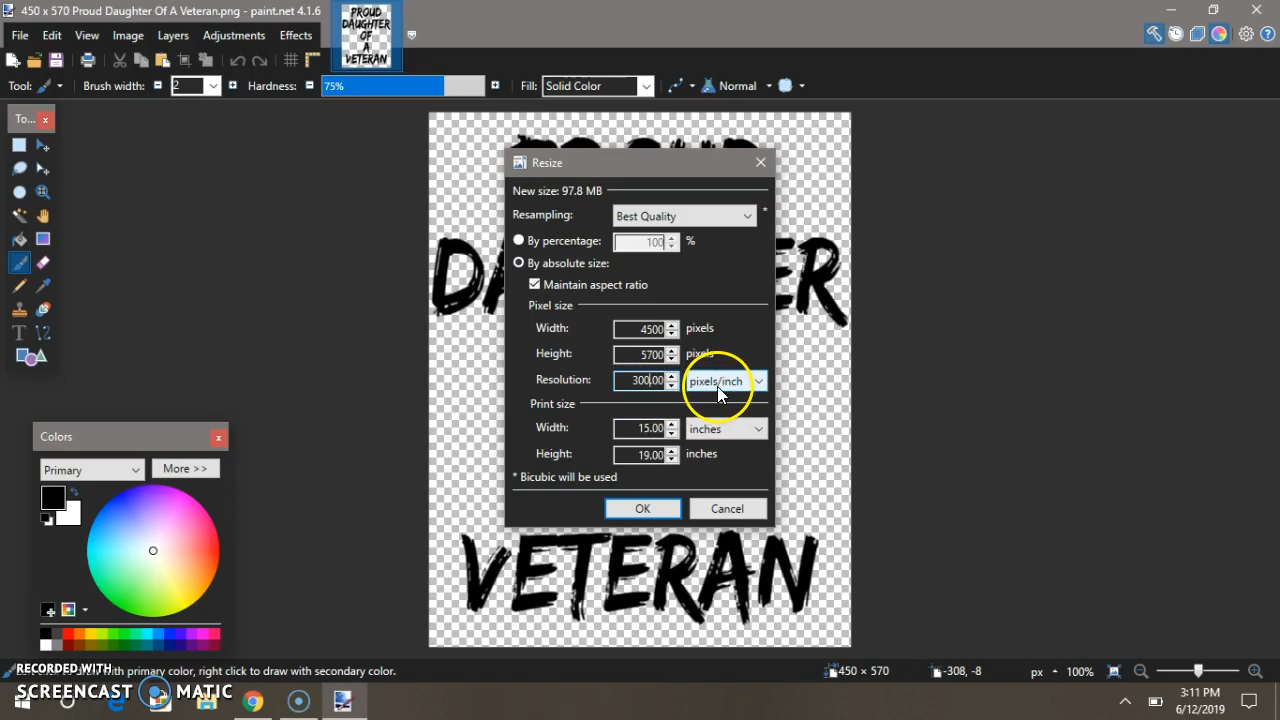 450 x 570 Proud Daughter Of A Veteran.png - paint.net 4.1.6
PROUD
DAUGHTER
OF
A
VETERAN
File Edit View Image Layers Adjustments Effects
Tool: Brush width: 2 Hardness: 75% Fill: Solid Color Normal
To... x
Resize
New size: 97.8 MB
Resampling: Best Quality *
By percentage: 100 %
By absolute size:
Maintain aspect ratio
Pixel size
Width: 4500 pixels
Height: 5700 pixels
Resolution: 300.00 pixels/inch
Print size
Width: 15.00 inches
Height: 19.00 inches
* Bicubic will be used
OK Cancel
VETERAN
Colors x
Primary More >>
RECORDED WITH
SCREENCAST MATIC
with primary color, right click to draw with secondary color.
450 × 570 -308, -8 px 100%
3:11 PM
6/12/2019